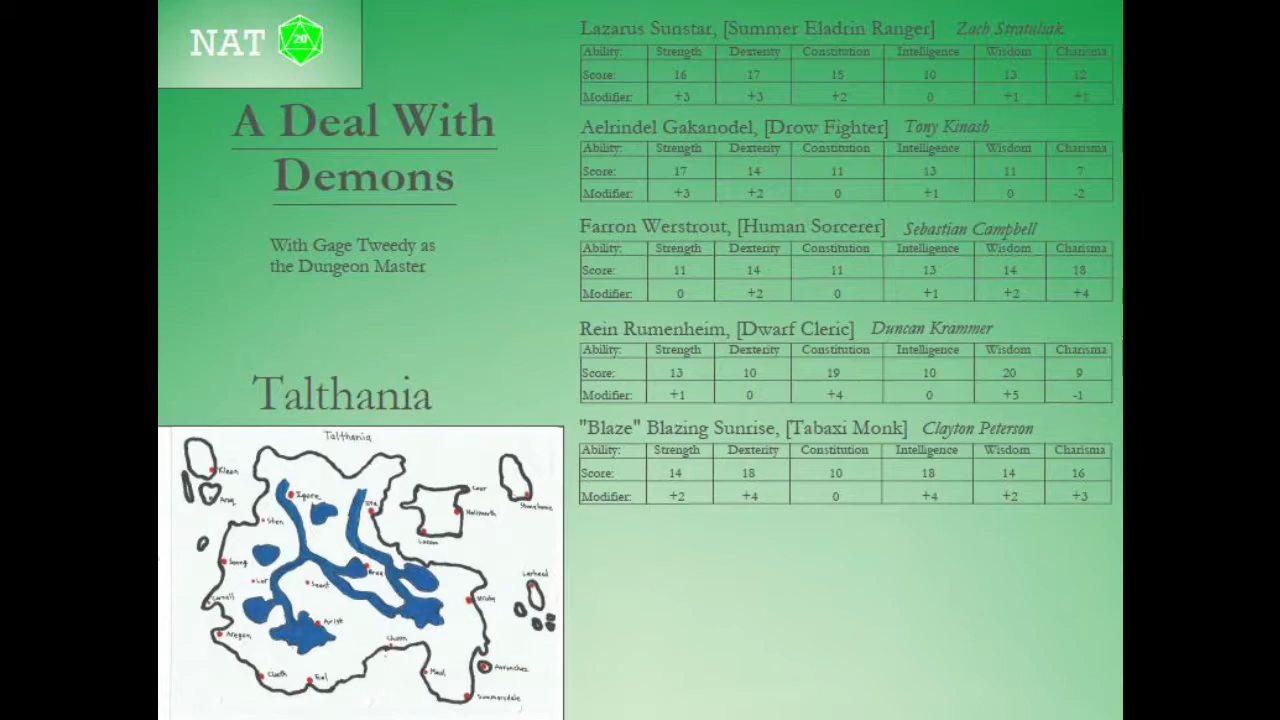 NAT 20
A Deal With
Demons
With Gage Tweedy as
the Dungeon Master
Talthania
Lazarus Sunstar, [Summer Eladrin Ranger] Zach Stratuliak
Ability: Strength Dexterity Constitution Intelligence Wisdom Charisma
Score: 16 17 15 10 13 12
Modifier: +3 +3 +2 0 +1 +1
Aelrindel Gakanodel, [Drow Fighter] Tony Kinash
Ability: Strength Dexterity Constitution Intelligence Wisdom Charisma
Score: 17 14 11 13 11 7
Modifier: +3 +2 0 +1 0 -2
Farron Werstrout, [Human Sorcerer] Sebastian Campbell
Ability: Strength Dexterity Constitution Intelligence Wisdom Charisma
Score: 11 14 11 13 14 18
Modifier: 0 +2 0 +1 +2 +4
Rein Rumenheim, [Dwarf Cleric] Duncan Krammer
Ability: Strength Dexterity Constitution Intelligence Wisdom Charisma
Score: 13 10 19 10 20 9
Modifier: +1 0 +4 0 +5 -1
"Blaze" Blazing Sunrise, [Tabaxi Monk] Clayton Peterson
Ability: Strength Dexterity Constitution Intelligence Wisdom Charisma
Score: 14 18 10 18 14 16
Modifier: +2 +4 0 +4 +2 +3
Talthania
Sten
Aregon
Summersdale